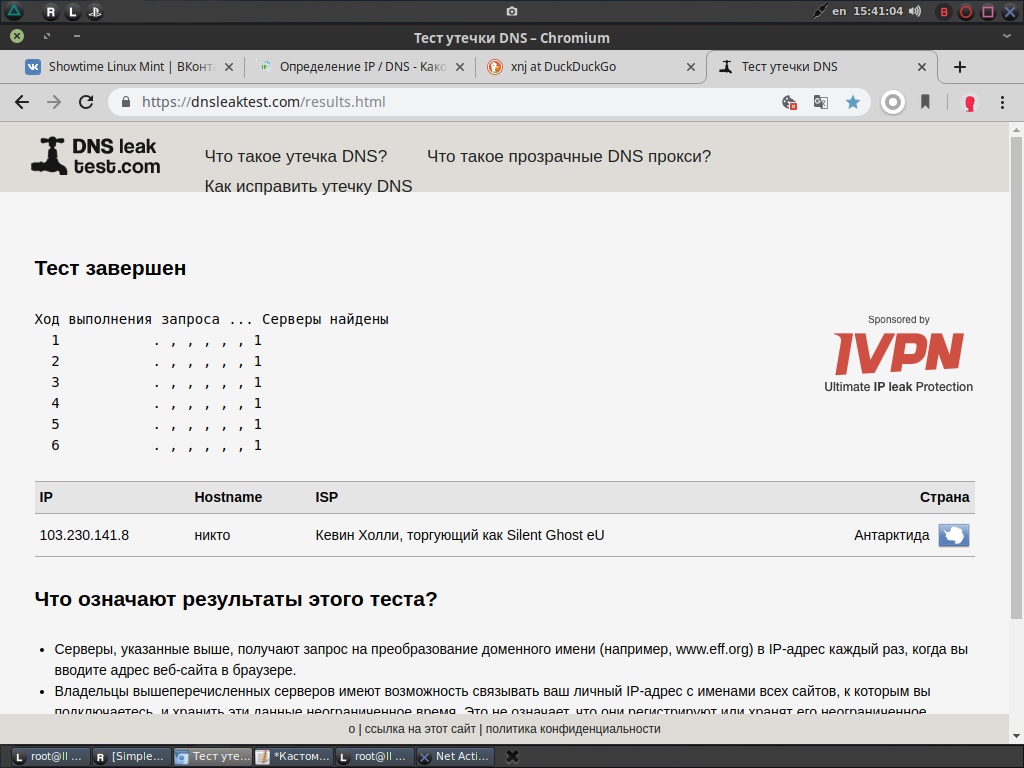 R L en 15:41:04 B
Тест утечки DNS – Chromium
Showtime Linux Mint | ВКонт
Определение IP / DNS - Како
xnj at DuckDuckGo
Тест утечки DNS
https://dnsleaktest.com/results.html
DNS leak
test.com
Что такое утечка DNS? Что такое прозрачные DNS прокси?
Как исправить утечку DNS
Тест завершен
Ход выполнения запроса ... Серверы найдены
1 . , , , , , 1
2 . , , , , , 1
3 . , , , , , 1
4 . , , , , , 1
5 . , , , , , 1
6 . , , , , , 1
Sponsored by
IVPN
Ultimate IP leak Protection
IP Hostname ISP Страна
103.230.141.8 никто Кевин Холли, торгующий как Silent Ghost eU Антарктида
Что означают результаты этого теста?
• Серверы, указанные выше, получают запрос на преобразование доменного имени (например, www.eff.org) в IP-адрес каждый раз, когда вы
вводите адрес веб-сайта в браузере.
• Владельцы вышеперечисленных серверов имеют возможность связывать ваш личный IP-адрес с именами всех сайтов, к которым вы
подключаетесь, и хранить эти данные неограниченное время. Это не означает, что они регистрируют или хранят его неограниченное
о | ссылка на этот сайт | политика конфиденциальности
L root@ll ... R [Simple... Тест уте... *Кастом... L root@ll ... Net Acti...